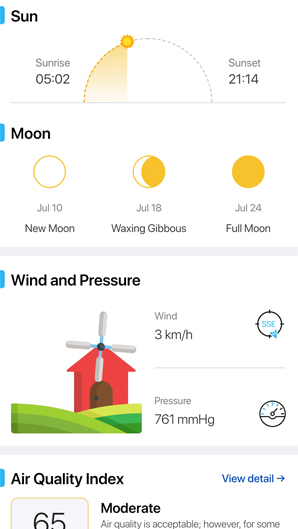 Sun
Sunrise
05:02
Sunset
21:14
Moon
Jul 10
New Moon
Jul 18
Waxing Gibbous
Jul 24
Full Moon
Wind and Pressure
Wind
3 km/h
SSE
Pressure
761 mmHg
Air Quality Index
View detail →
65
Moderate
Air quality is acceptable; however, for some